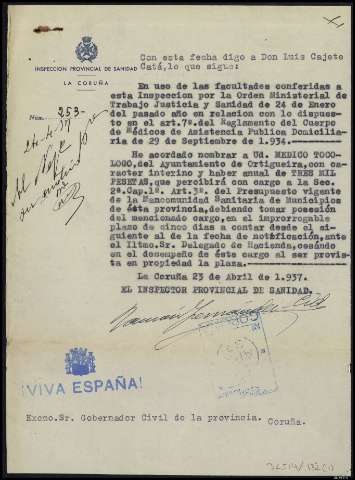 INSPECCIÓN PROVINCIAL DE SANIDAD
LA CORUÑA
Núm. 253-
Con esta fecha digo a Don Luis Cajete
Catá, lo que sigue:
En uso de las facultades conferidas a
esta Inspeccion por la Orden Ministerial de
Trabajo Justicia y Sanidad de 24 de Enero
del pasado año en relacion con lo dispues-
to en el art.7º.del Reglamento del Cuerpo
de Médicos de Asistencia Publica Domicilia-
ria de 29 de Septiembre de 1.934.
He acordado nombrar a Ud. MEDICO TOCO-
LOGO, del Ayuntamiento de Ortigueira, con ca-
racter interino y haber anual de TRES MIL
PESETAS, que percibirá con cargo a la Sec.
2ª.Cap.1ª. Art.3º. del Presupuesto vigente de
la Mancomunidad Sanitaria de Municipios
de ésta provincia, debiendo tomar posesión
del mencionado cargo, en el improrrogable
plazo de cinco dias a contar desde el si-
guiente al de la fecha de notificación, ante
el Iltmo.Sr. Delegado de Hacienda, cesándo
en el desempeño de éste cargo al ser provis-
ta en propiedad la plaza.
La Coruña 23 de Abril de 1.937.
EL INSPECTOR PROVINCIAL DE SANIDAD.
¡VIVA ESPAÑA!
Excmo.Sr. Gobernador Civil de la provincia. Coruña.